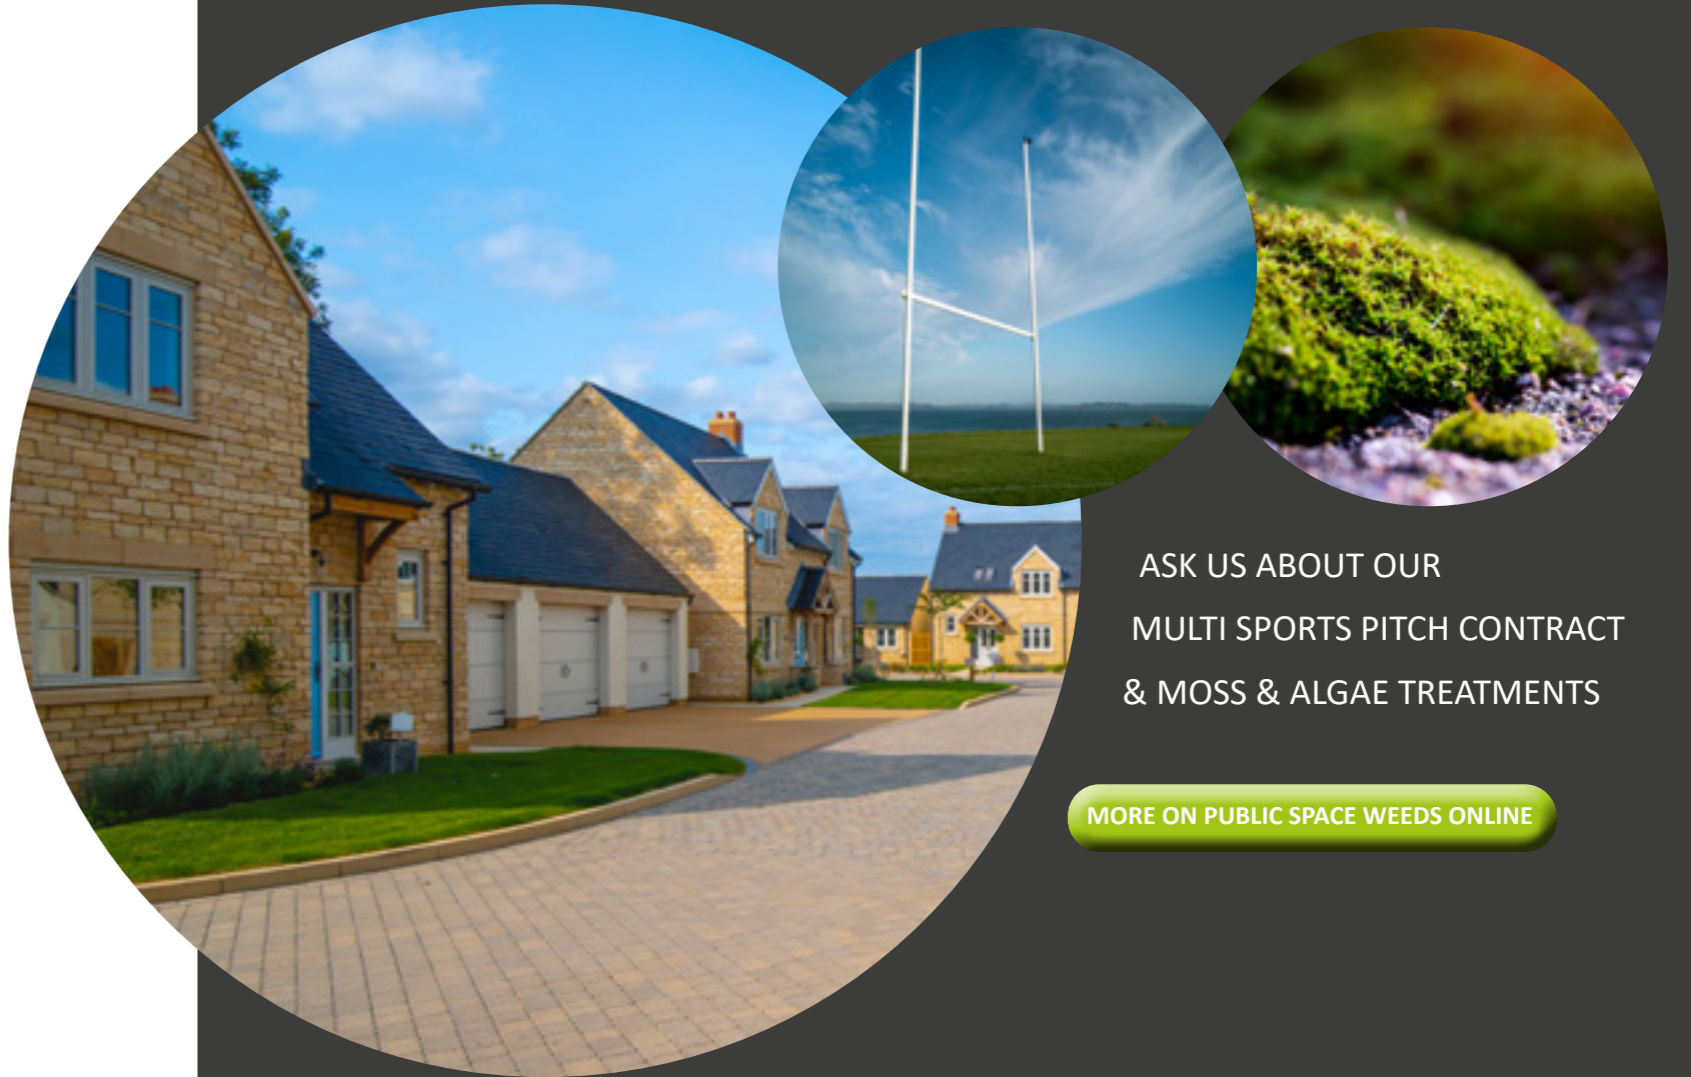 ASK US ABOUT OUR
MULTI SPORTS PITCH CONTRACT
& MOSS & ALGAE TREATMENTS
MORE ON PUBLIC SPACE WEEDS ONLINE